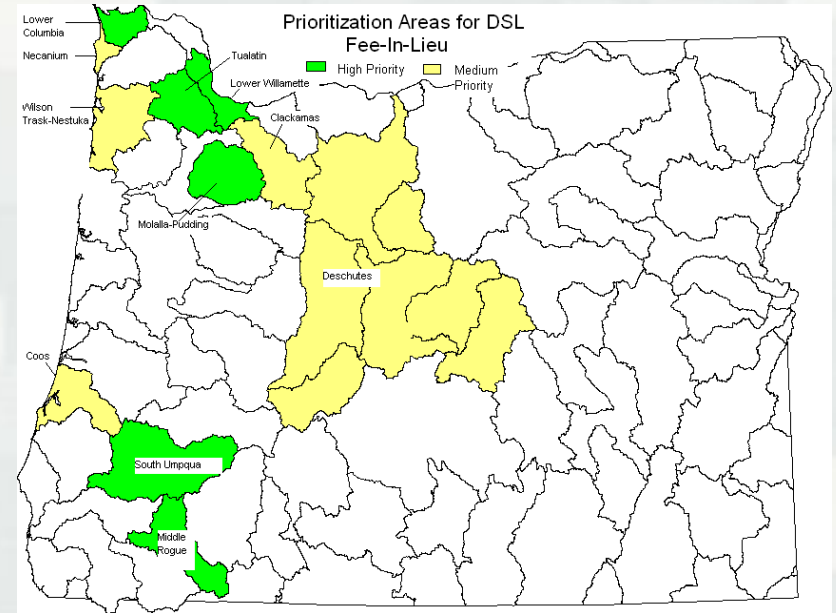 Prioritization Areas for DSL
Fee-In-Lieu
High Priority
Medium
Priority
Lower
Columbia
Necanium
Tualatin
Lower Willamette
Wilson
Trask-Nestuka
Clackamas
Molalla-Pudding
Deschutes
Coos
South Umpqua
Middle
Rogue